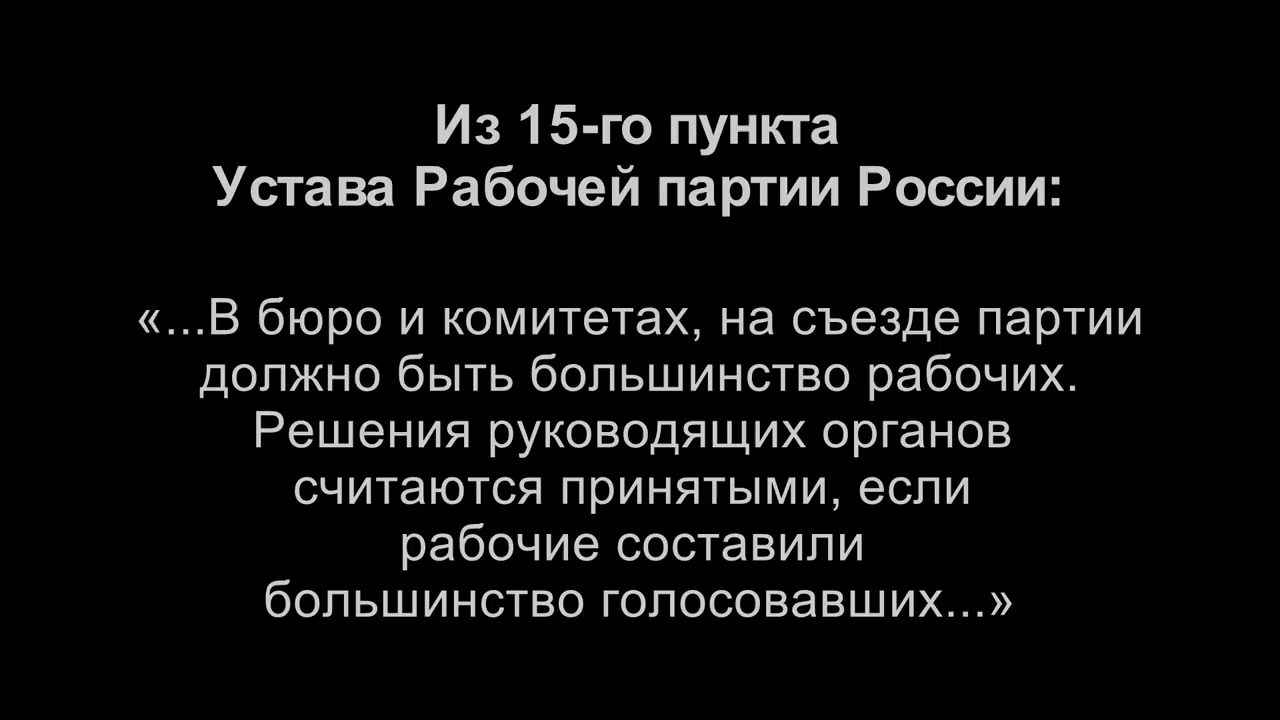 Из 15-го пункта
Устава Рабочей партии России:
«...В бюро и комитетах, на съезде партии
должно быть большинство рабочих.
Решения руководящих органов
считаются принятыми, если
рабочие составили
большинство голосовавших...»